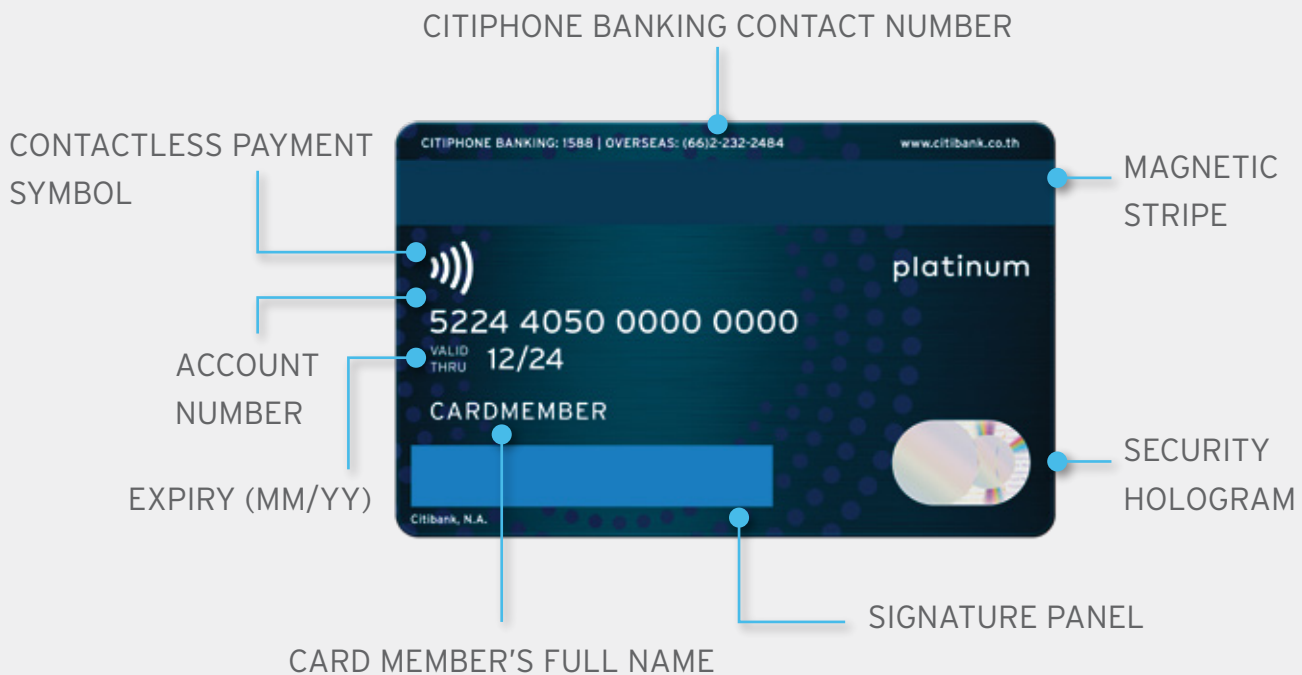 CITIPHONE BANKING CONTACT NUMBER
CONTACTLESS PAYMENT
SYMBOL
CITIPHONE BANKING: 1588 | OVERSEAS: (66)2-232-2484
www.citibank.co.th
MAGNETIC
STRIPE
platinum
5224 4050 0000 0000
VALID
THRU
12/24
ACCOUNT
NUMBER
CARDMEMBER
EXPIRY (MM/YY)
SECURITY
HOLOGRAM
Citibank, N.A.
SIGNATURE PANEL
CARD MEMBER'S FULL NAME